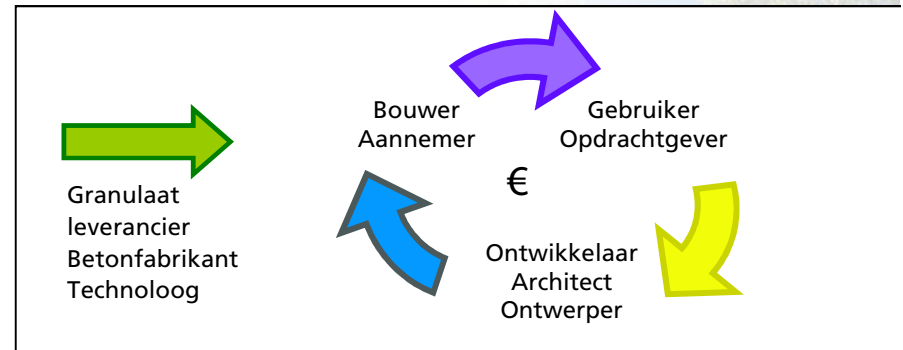 Granulaat
leverancier
Betonfabrikant
Technoloog
Bouwer
Aannemer
Gebruiker
Opdrachtgever
€
Ontwikkelaar
Architect
Ontwerper